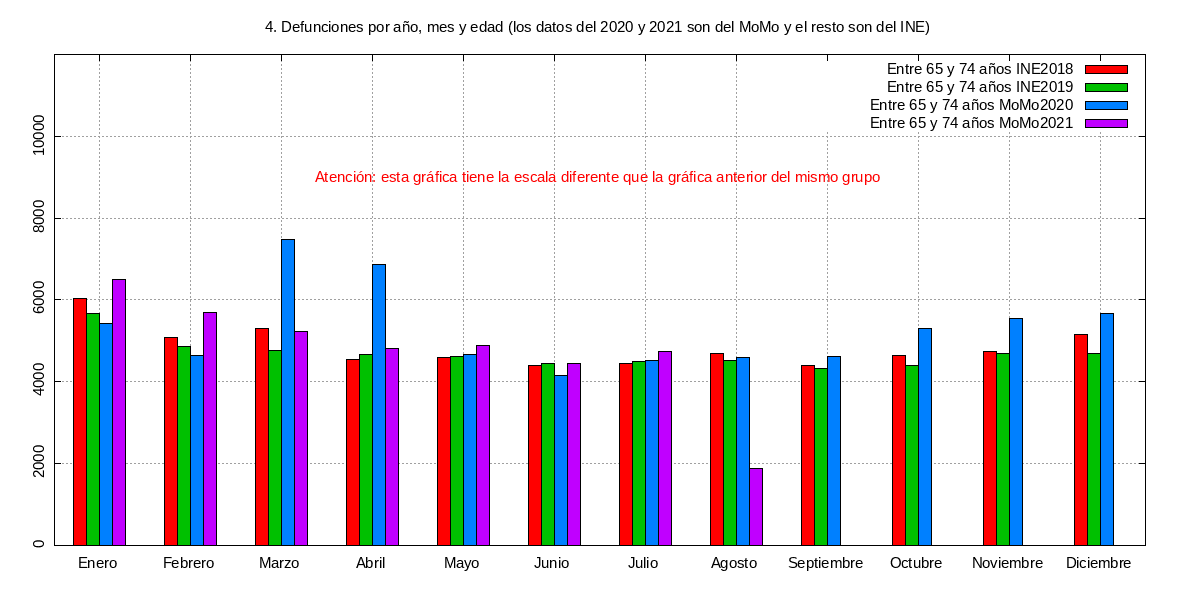 4. Defunciones por año, mes y edad (los datos del 2020 y 2021 son del MoMo y el resto son del INE)
Entre 65 y 74 años INE2018
Entre 65 y 74 años INE2019
Entre 65 y 74 años MoMo2020
Entre 65 y 74 años MoMo2021
Atención: esta gráfica tiene la escala diferente que la gráfica anterior del mismo grupo
10000
8000
6000
4000
2000
0
Enero Febrero Marzo Abril Mayo Junio Julio Agosto Septiembre Octubre Noviembre Diciembre